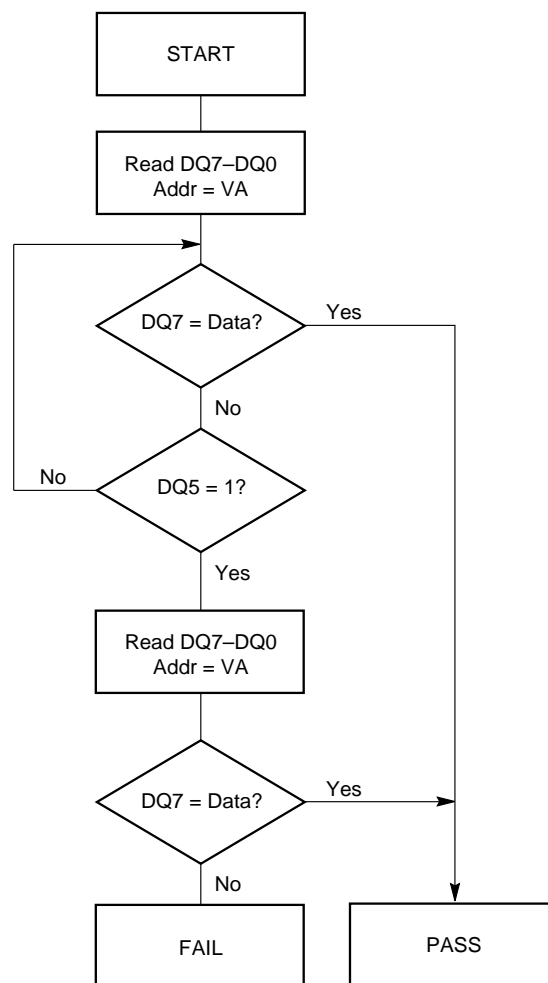 START
Read DQ7–DQ0
Addr = VA
DQ7 = Data?
Yes
No
No
DQ5 = 1?
Yes
Read DQ7–DQ0
Addr = VA
DQ7 = Data?
Yes
No
FAIL
PASS